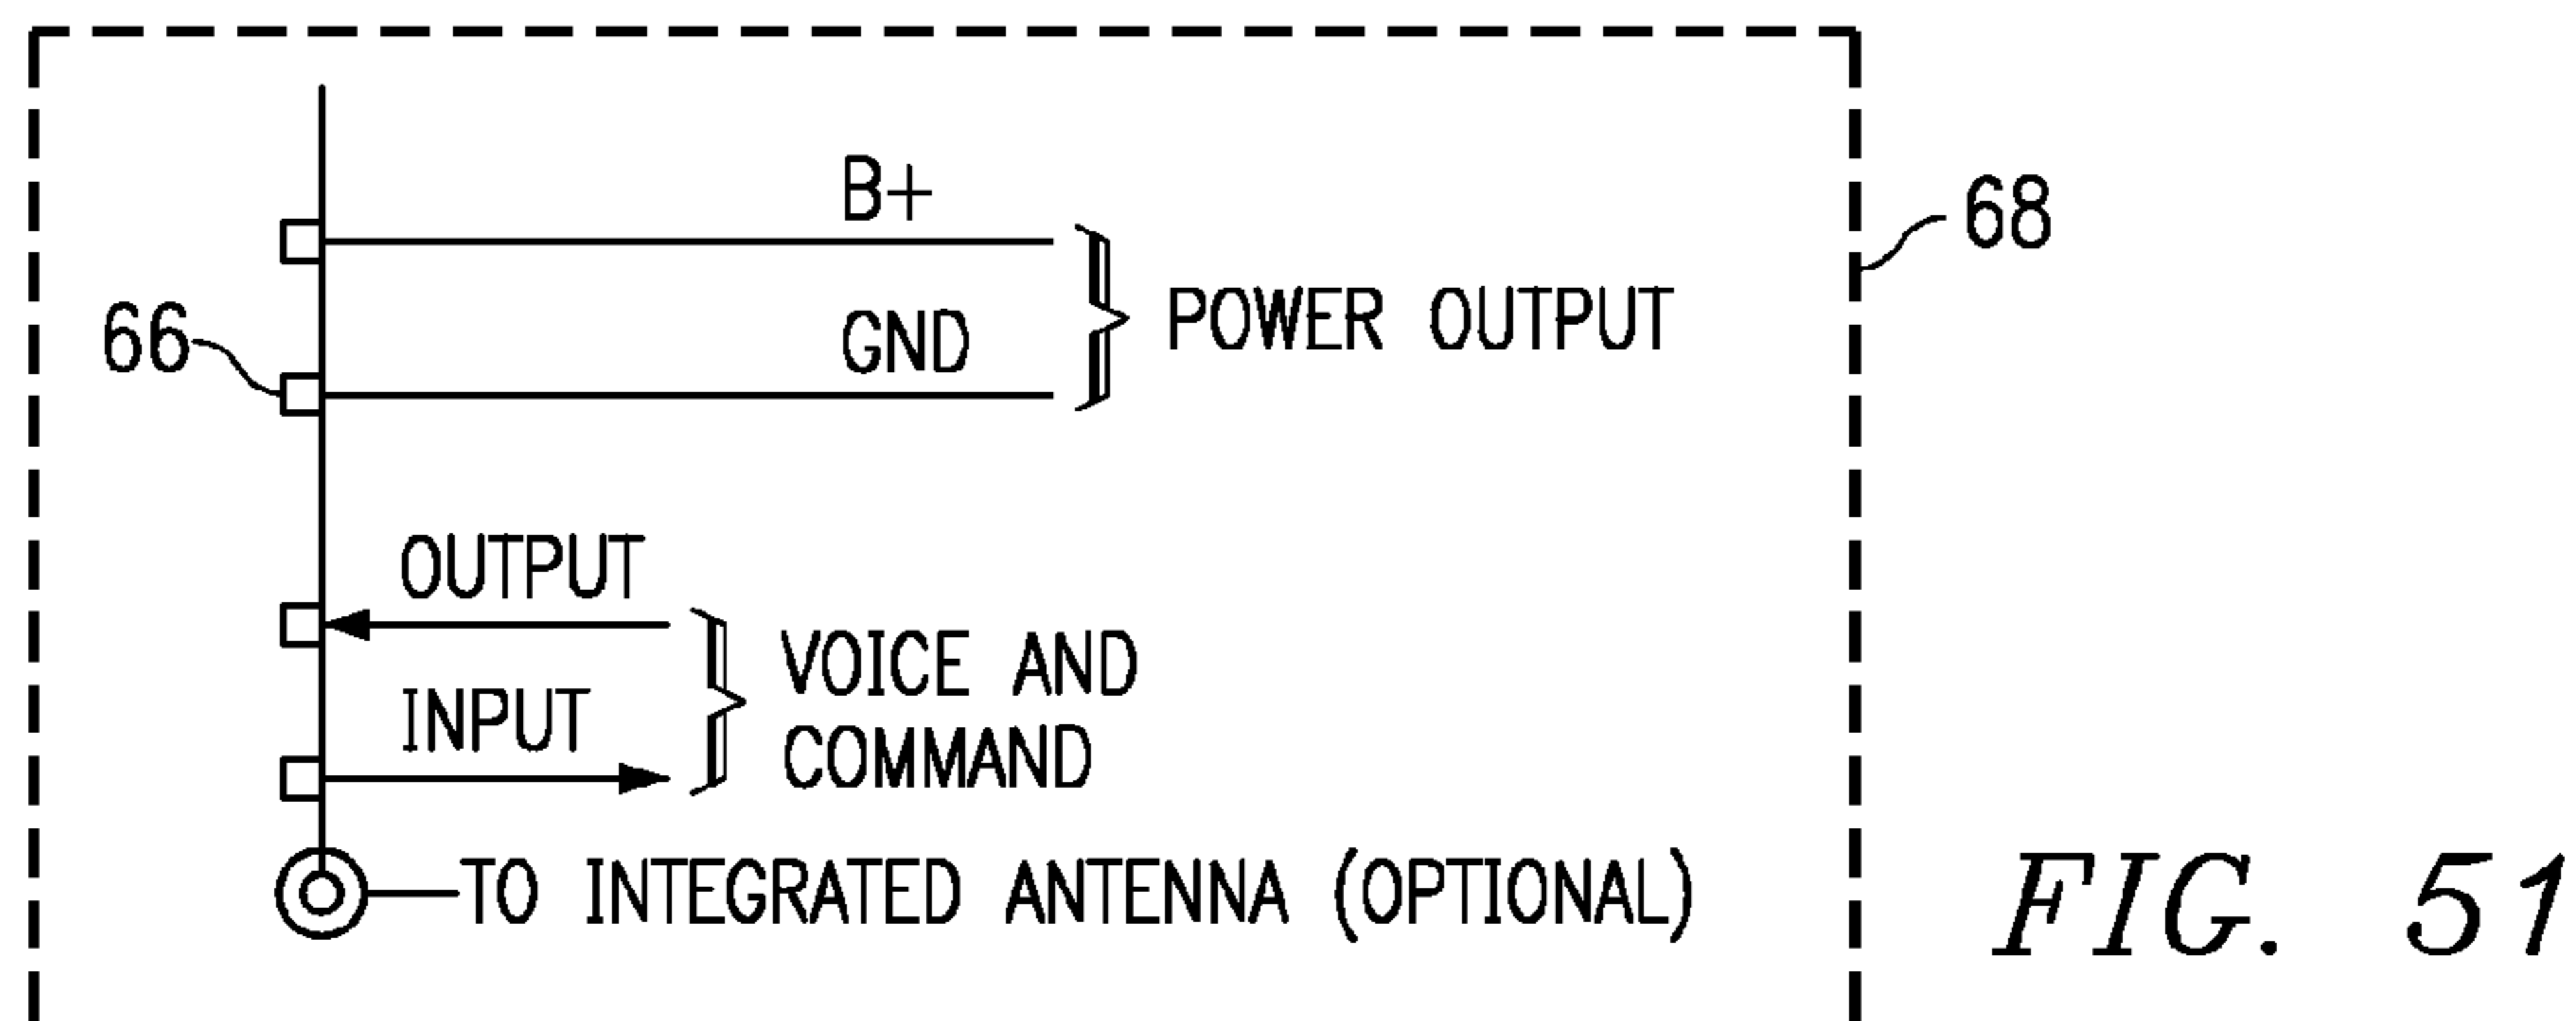 B+
68
66
GND
POWER OUTPUT
OUTPUT
VOICE AND
INPUT
COMMAND
TO INTEGRATED ANTENNA (OPTIONAL)
FIG. 51